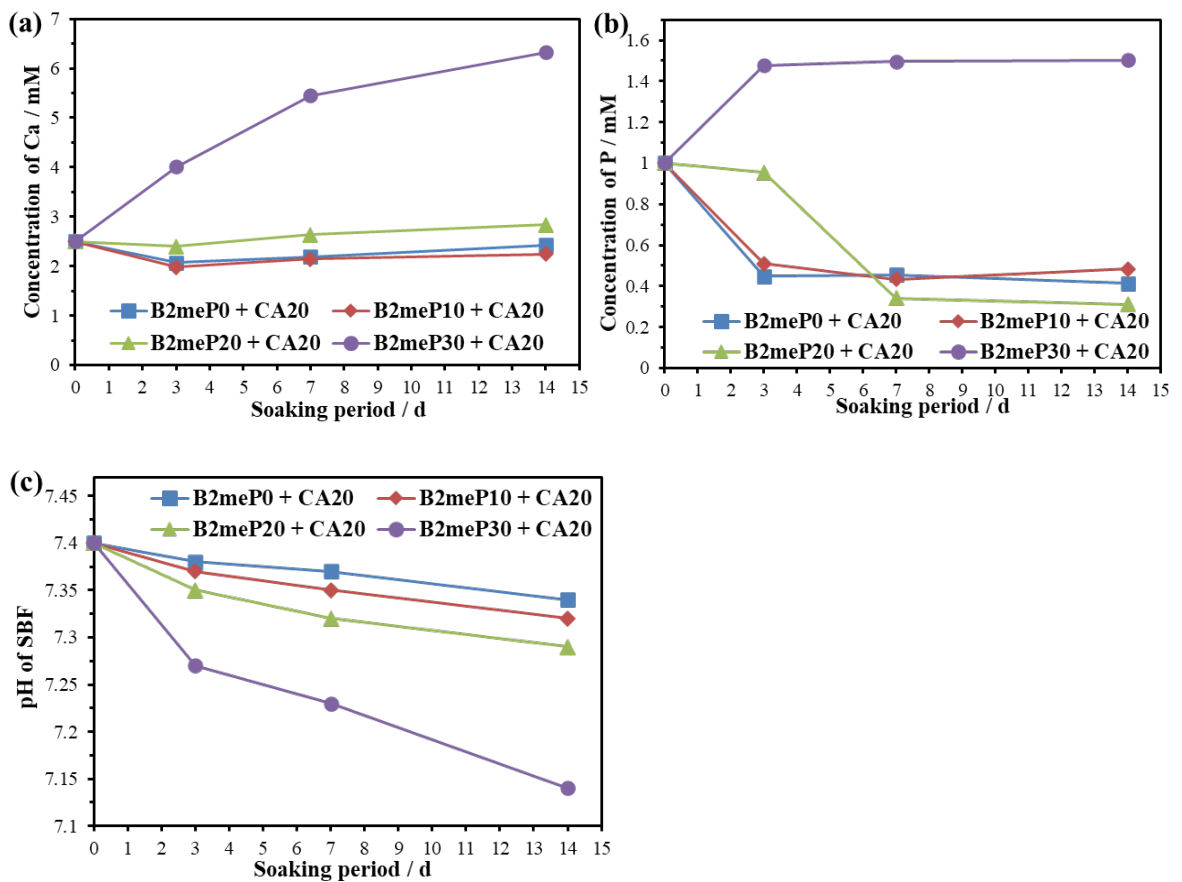 (a)
Concentration of Ca / mM
7
6
5
4
3
2
1
0
B2meP0 + CA20
B2meP10 + CA20
B2meP20 + CA20
B2meP30 + CA20
0 1 2 3 4 5 6 7 8 9 10 11 12 13 14 15
Soaking period / d
(b)
Concentration of P / mM
1.6
1.4
1.2
1
0.8
0.6
0.4
0.2
0
B2meP0 + CA20
B2meP10 + CA20
B2meP20 + CA20
B2meP30 + CA20
0 1 2 3 4 5 6 7 8 9 10 11 12 13 14 15
Soaking period / d
(c)
pH of SBF
7.45
7.4
7.35
7.3
7.25
7.2
7.15
7.1
B2meP0 + CA20
B2meP10 + CA20
B2meP20 + CA20
B2meP30 + CA20
0 1 2 3 4 5 6 7 8 9 10 11 12 13 14 15
Soaking period / d